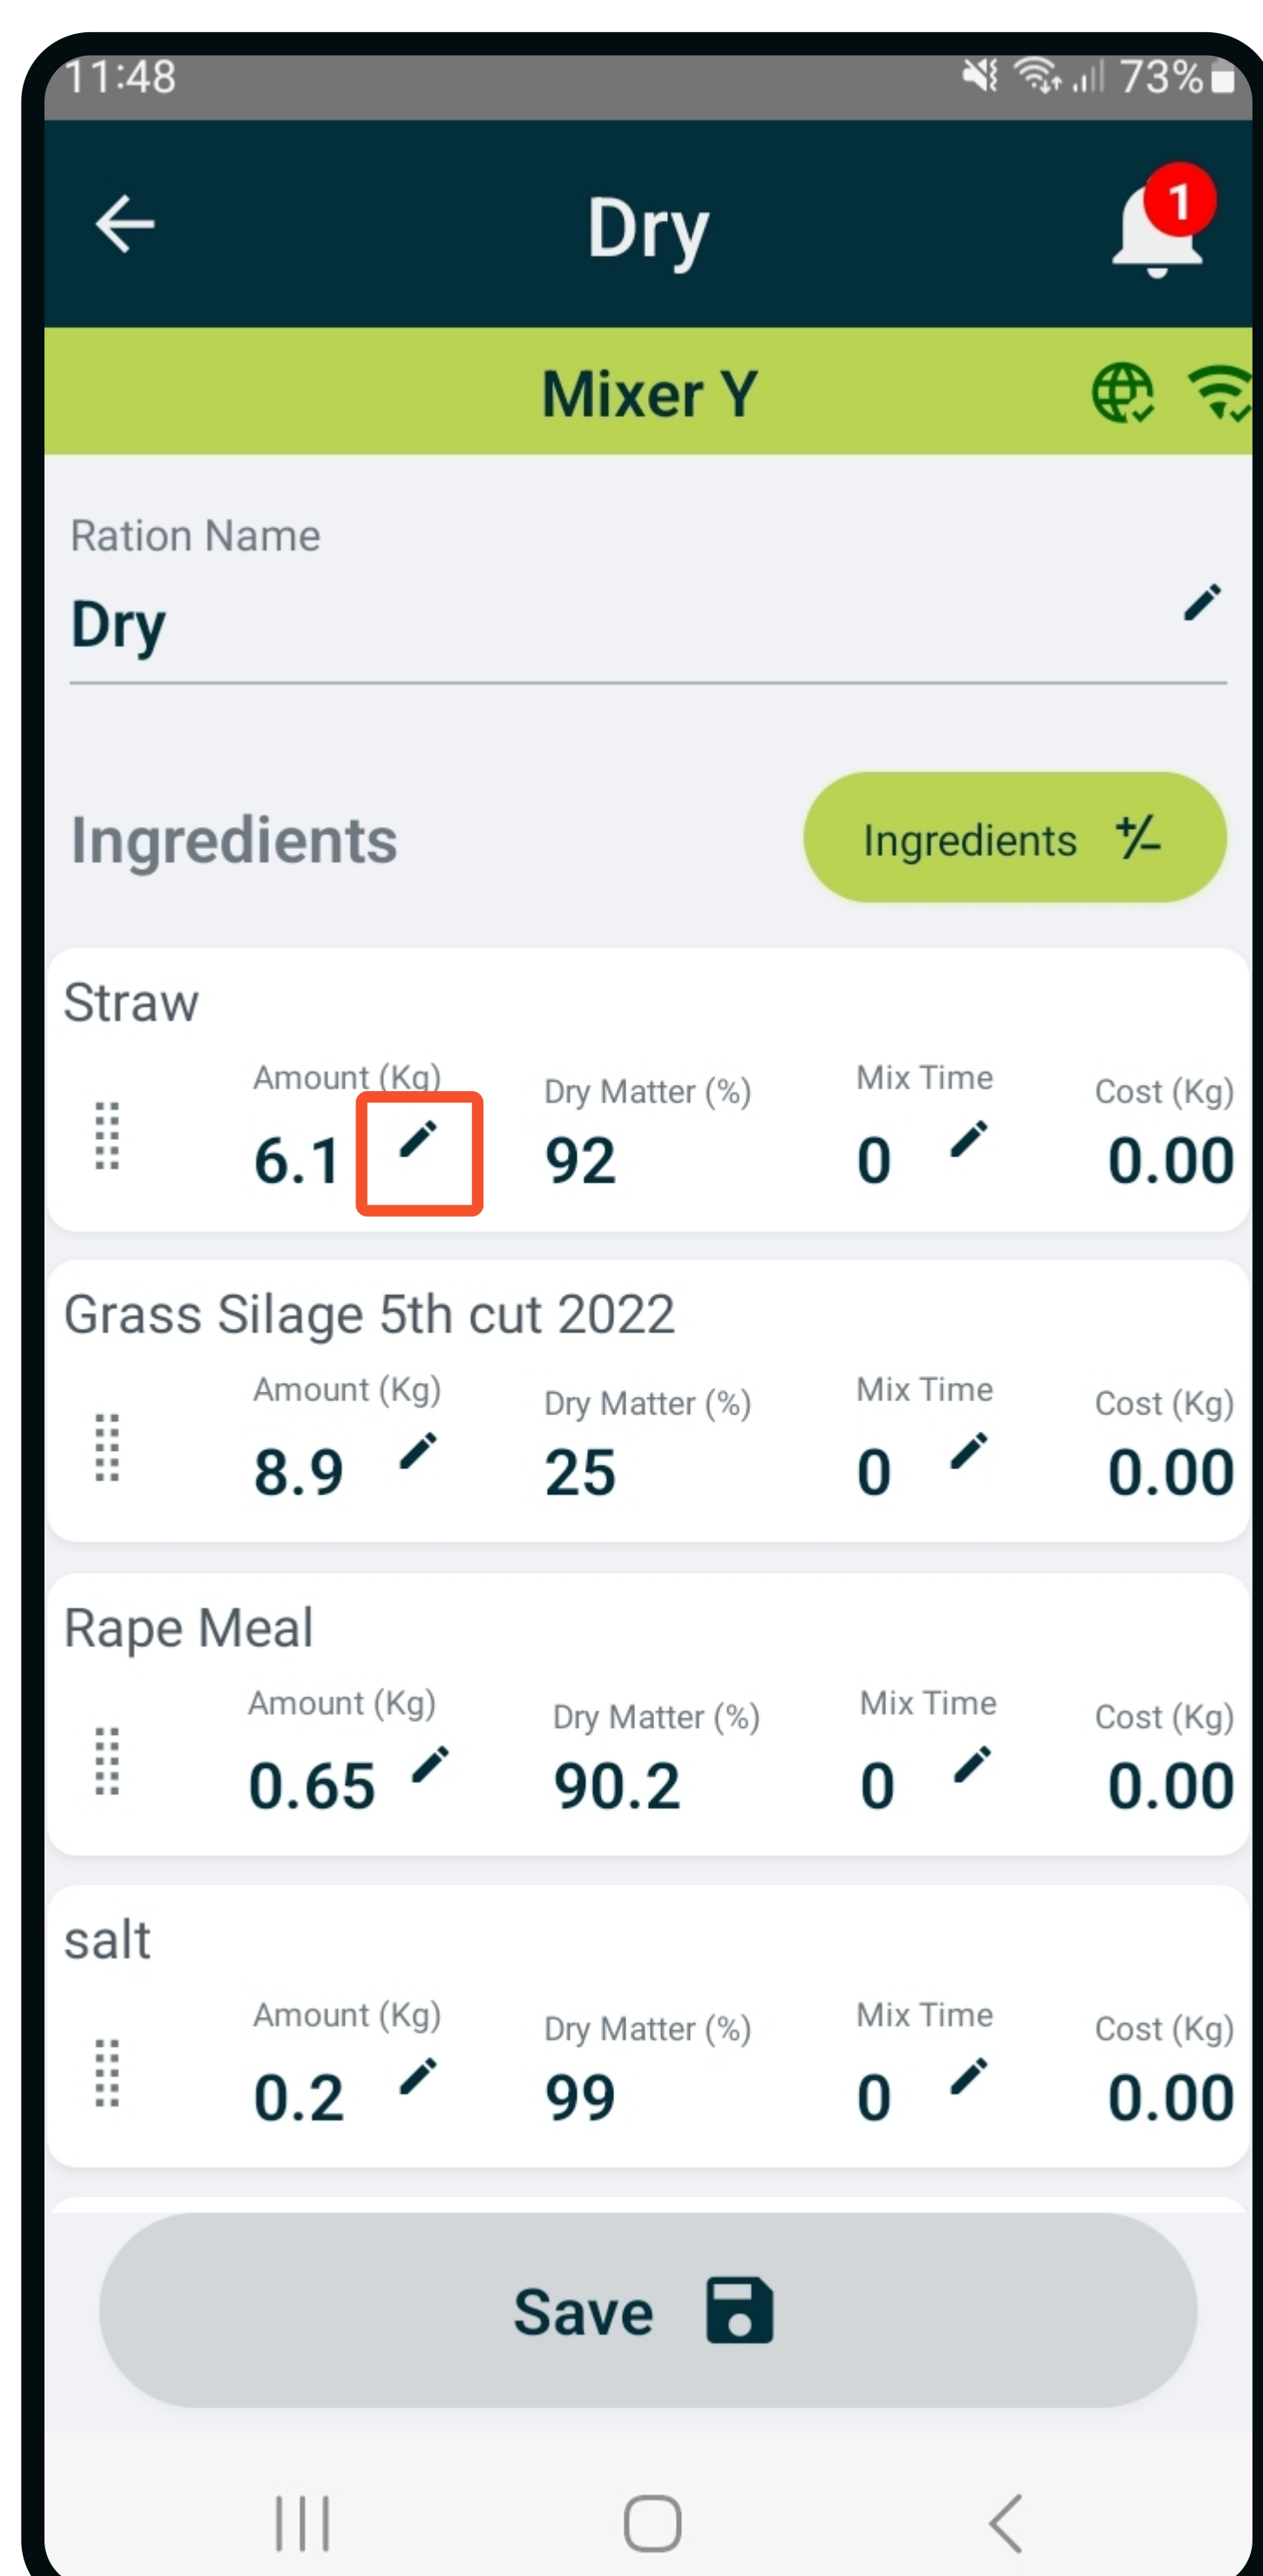 11:48 73%
Dry 1
Mixer Y
Ration Name
Dry
Ingredients
Ingredients +/-
Straw
Amount (Kg) Dry Matter (%) Mix Time Cost (Kg)
6.1 92 0 0.00
Grass Silage 5th cut 2022
Amount (Kg) Dry Matter (%) Mix Time Cost (Kg)
8.9 25 0 0.00
Rape Meal
Amount (Kg) Dry Matter (%) Mix Time Cost (Kg)
0.65 90.2 0 0.00
salt
Amount (Kg) Dry Matter (%) Mix Time Cost (Kg)
0.2 99 0 0.00
Save